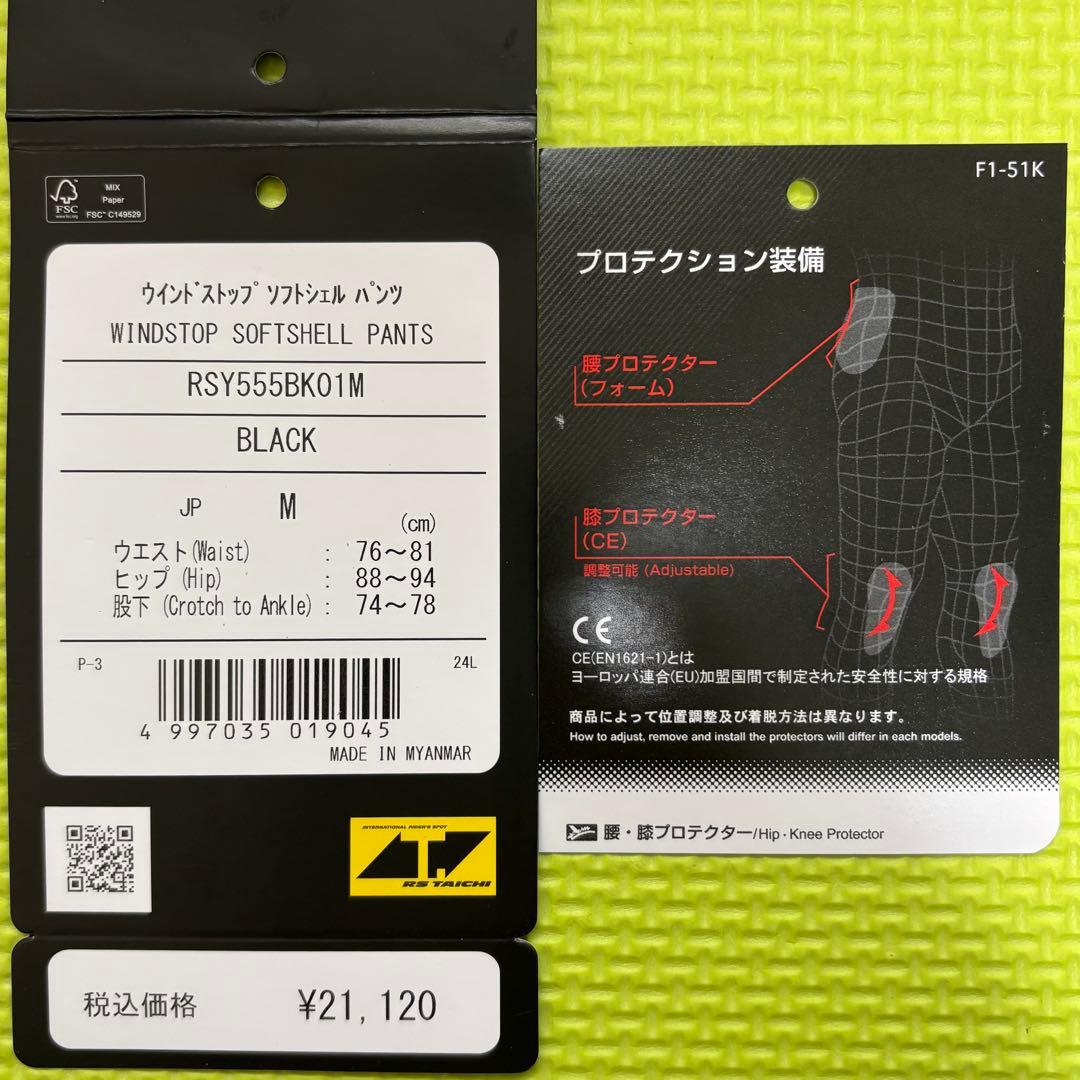 FSC
www.fsc.org
MIX
Paper
FSC™ C149529
ウインドストップ ソフトシェル パンツ
WINDSTOP SOFTSHELL PANTS
RSY555BK01M
BLACK
JP M
(cm)
ウエスト(Waist) : 76〜81
ヒップ (Hip) : 88〜94
股下 (Crotch to Ankle) : 74〜78
P-3
24L
4 997035 019045
MADE IN MYANMAR
INTERNATIONAL RIDER'S SPOT
RS TAICHI
税込価格 ¥21,120
F1-51K
プロテクション装備
腰プロテクター
(フォーム)
膝プロテクター
(CE)
調整可能 (Adjustable)
CE
CE(EN1621-1)とは
ヨーロッパ連合(EU)加盟国間で制定された安全性に対する規格
商品によって位置調整及び着脱方法は異なります。
How to adjust, remove and install the protectors will differ in each models.
腰・膝プロテクター/Hip・Knee Protector